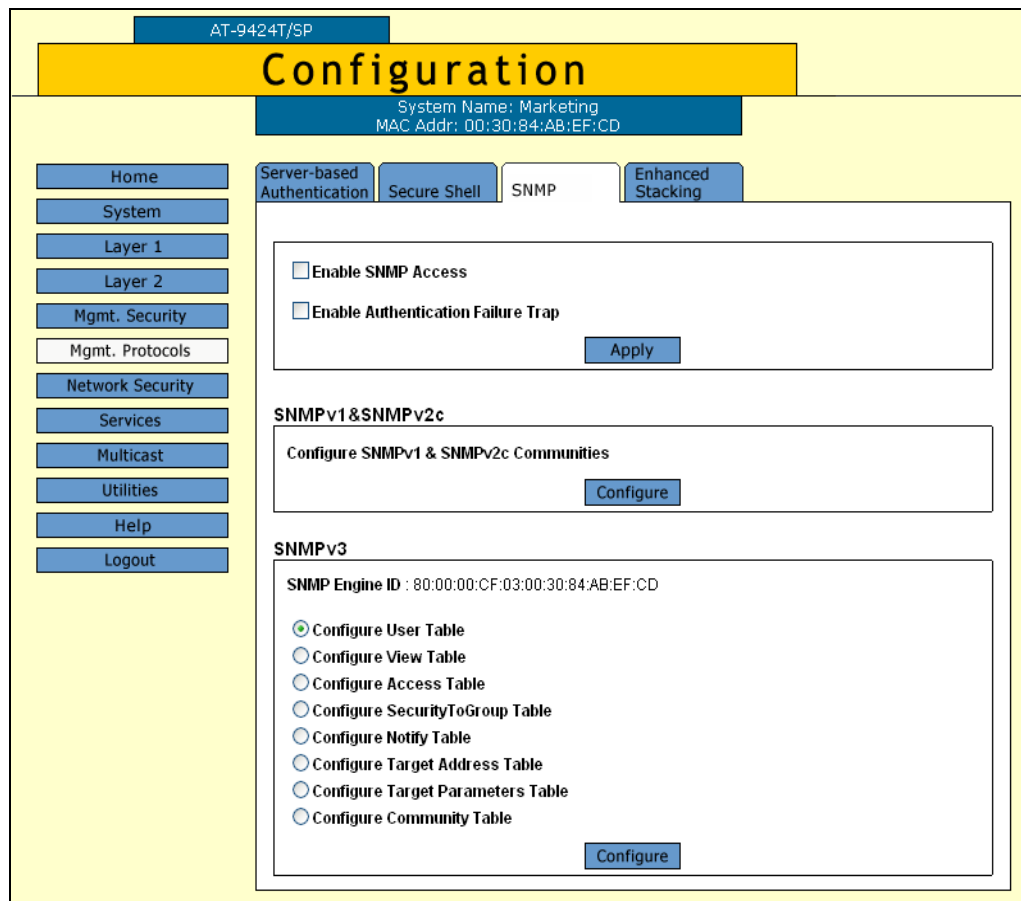 AT-9424T/SP
Configuration
System Name: Marketing
MAC Addr: 00:30:84:AB:EF:CD
Home
System
Layer 1
Layer 2
Mgmt. Security
Mgmt. Protocols
Network Security
Services
Multicast
Utilities
Help
Logout
Server-based
Authentication
Secure Shell
SNMP
Enhanced
Stacking
Enable SNMP Access
Enable Authentication Failure Trap
Apply
SNMPv1&SNMPv2c
Configure SNMPv1 & SNMPv2c Communities
Configure
SNMPv3
SNMP Engine ID : 80:00:00:CF:03:00:30:84:AB:EF:CD
Configure User Table
Configure View Table
Configure Access Table
Configure SecurityToGroup Table
Configure Notify Table
Configure Target Address Table
Configure Target Parameters Table
Configure Community Table
Configure